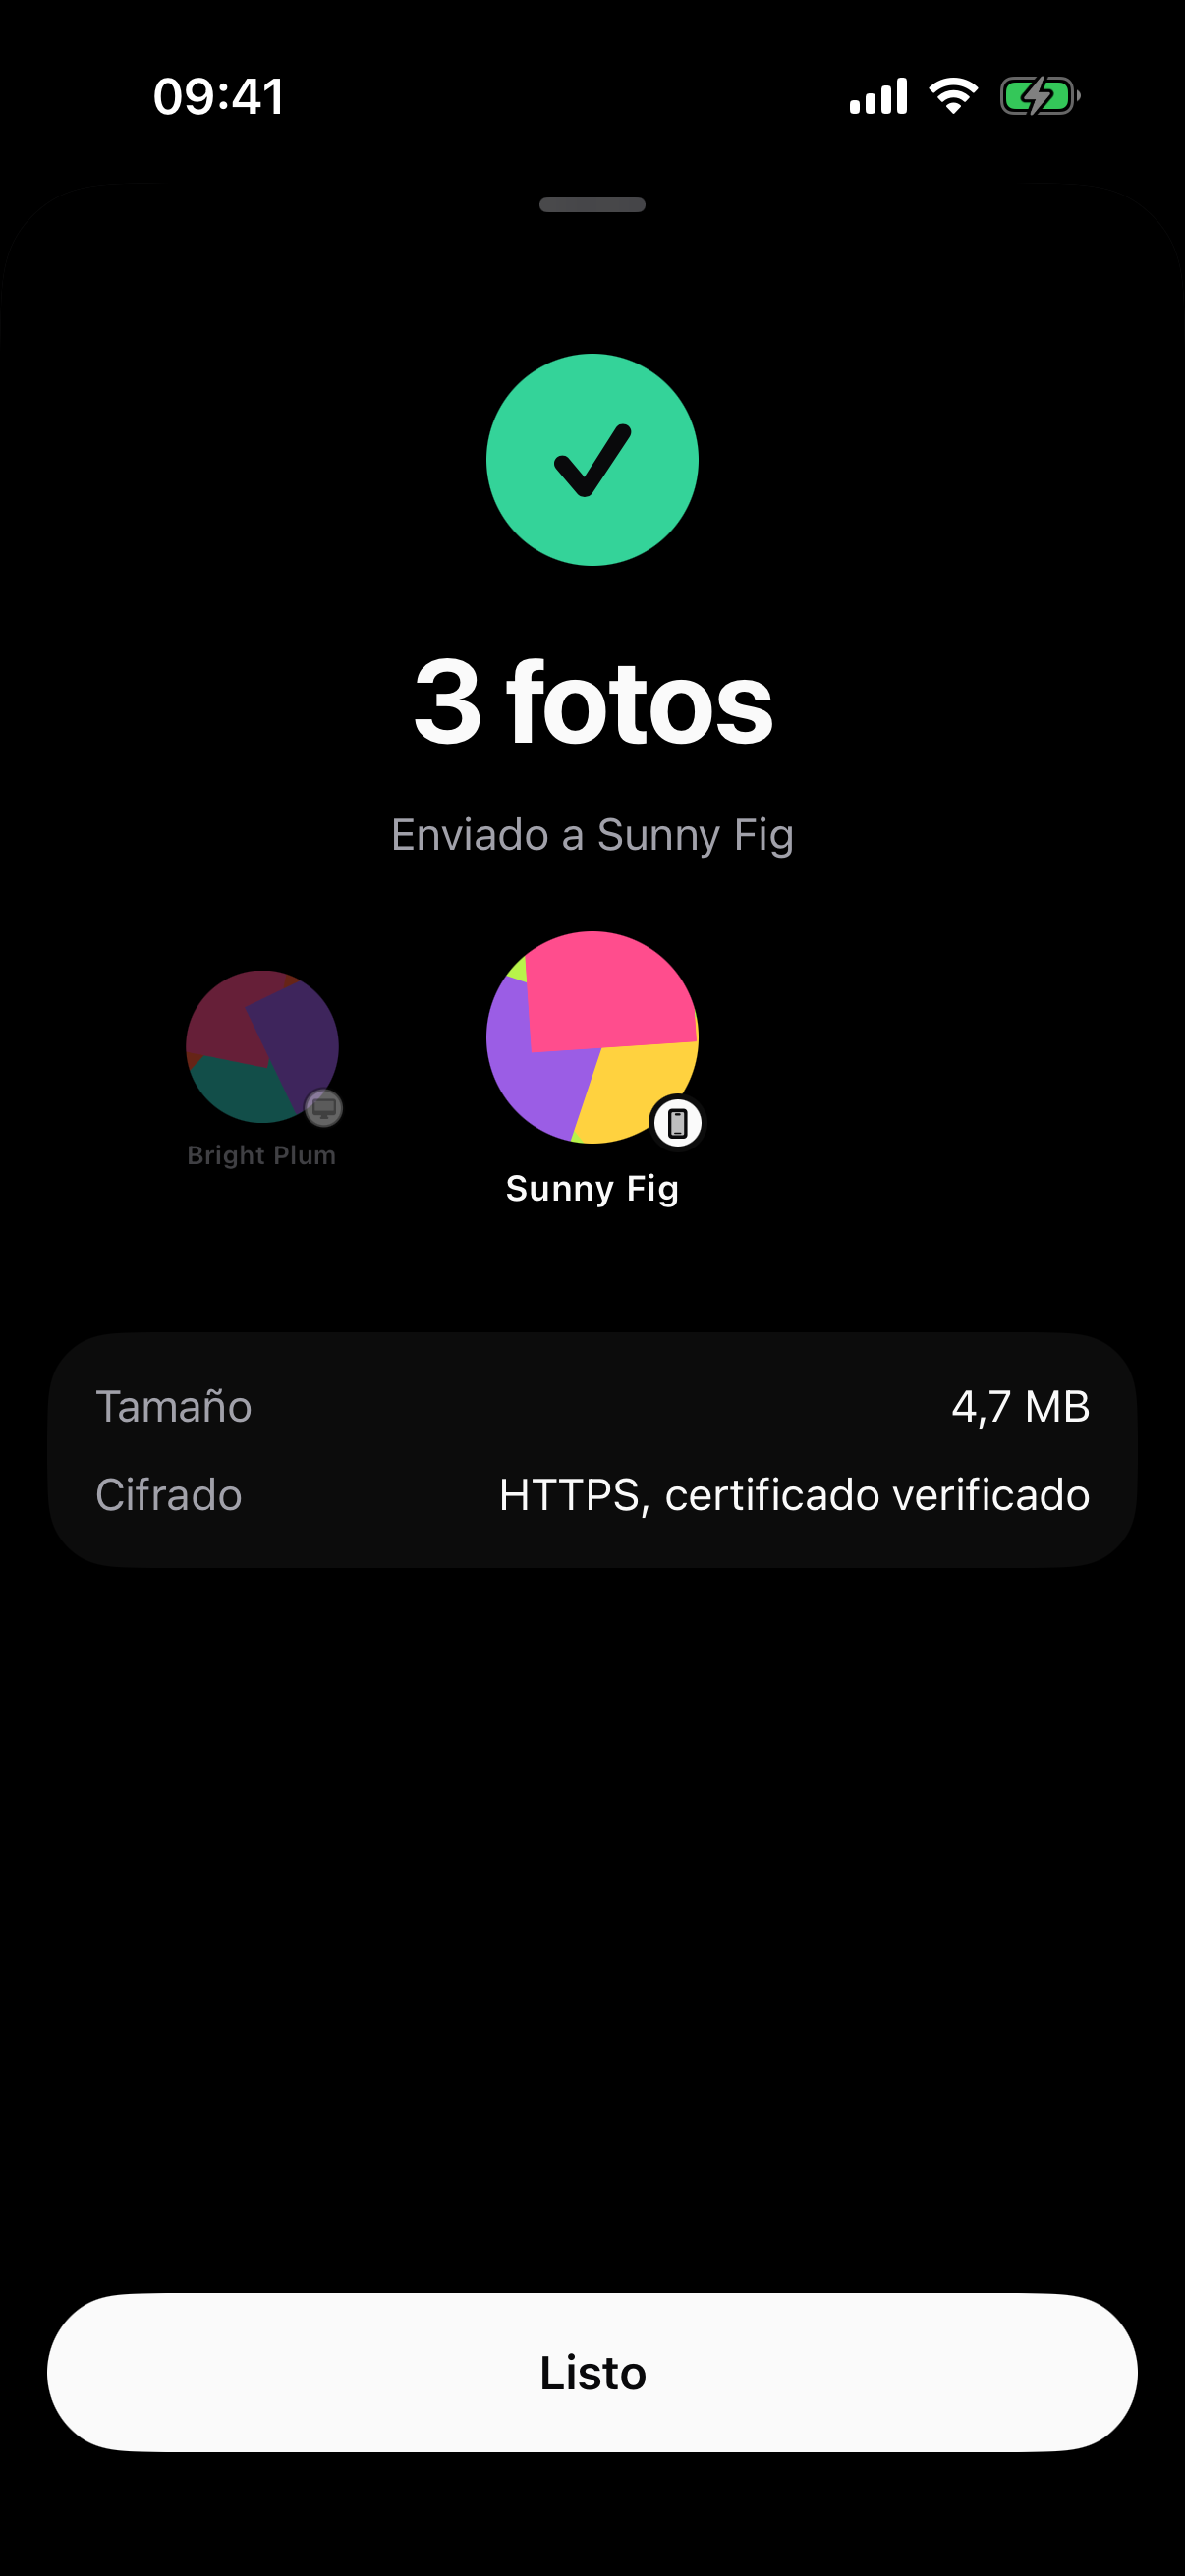 09:41
3 fotos
Enviado a Sunny Fig
Bright Plum
Sunny Fig
Tamaño 4,7 MB
Cifrado HTTPS, certificado verificado
Listo